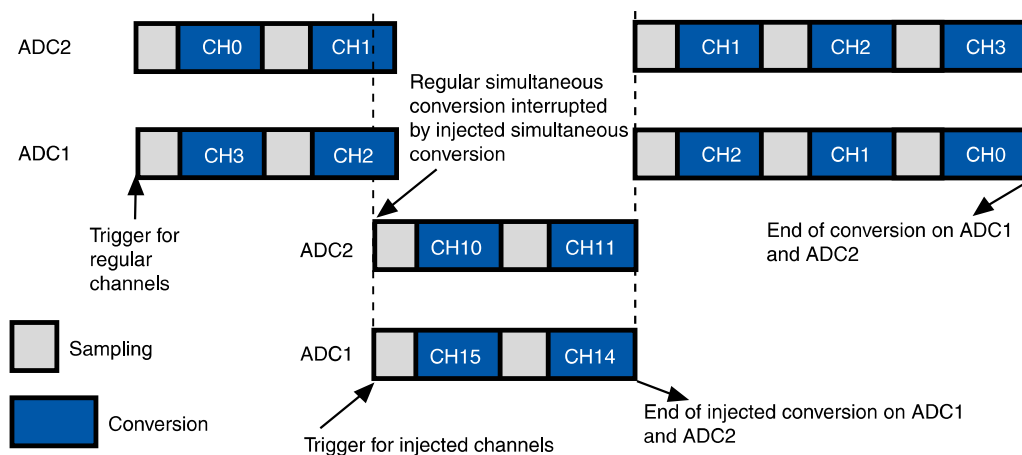 ADC2 CH0 CH1 CH1 CH2 CH3
Regular simultaneous
conversion interrupted
by injected simultaneous
conversion
ADC1 CH3 CH2 CH2 CH1 CH0
Trigger for
regular
channels
End of conversion on ADC1
and ADC2
ADC2 CH10 CH11
Sampling
ADC1 CH15 CH14
Conversion
Trigger for injected channels
End of injected conversion on ADC1
and ADC2